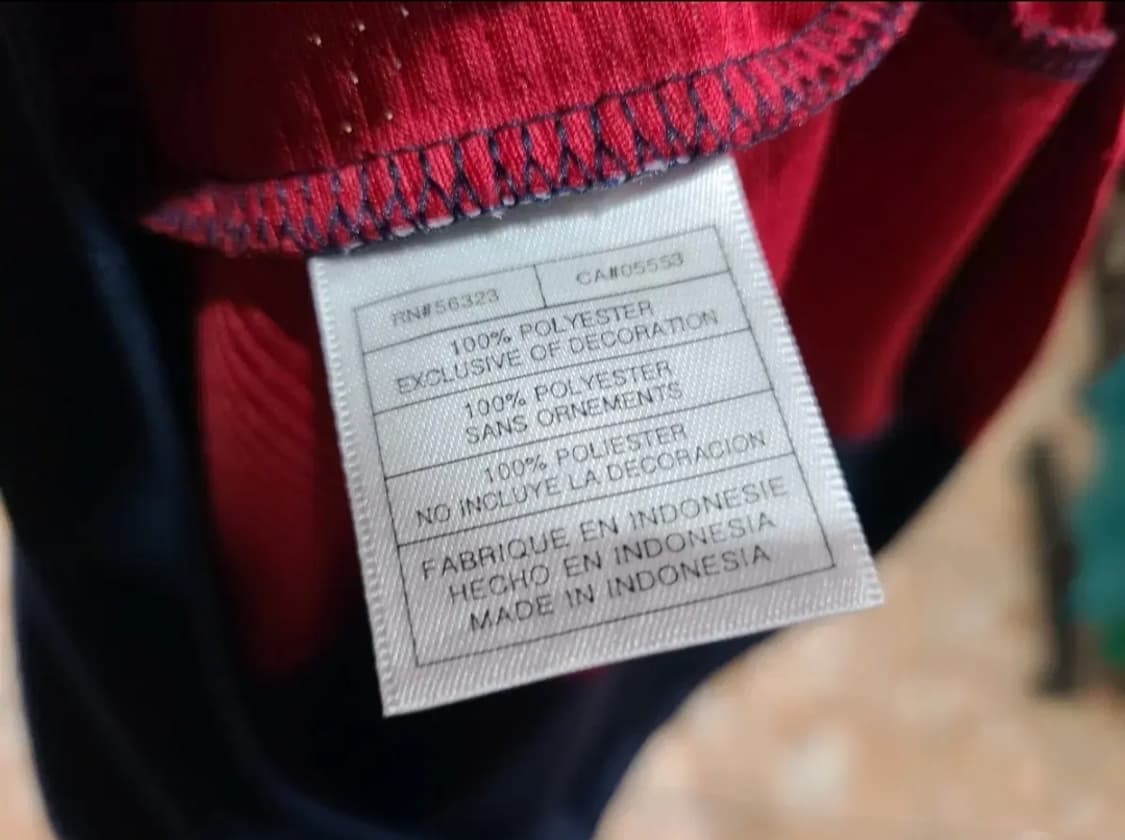 RN#56323 CA#05553
100% POLYESTER
EXCLUSIVE OF DECORATION
100% POLYESTER
SANS ORNEMENTS
100% POLIESTER
NO INCLUYE LA DECORACION
FABRIQUE EN INDONESIE
HECHO EN INDONESIA
MADE IN INDONESIA